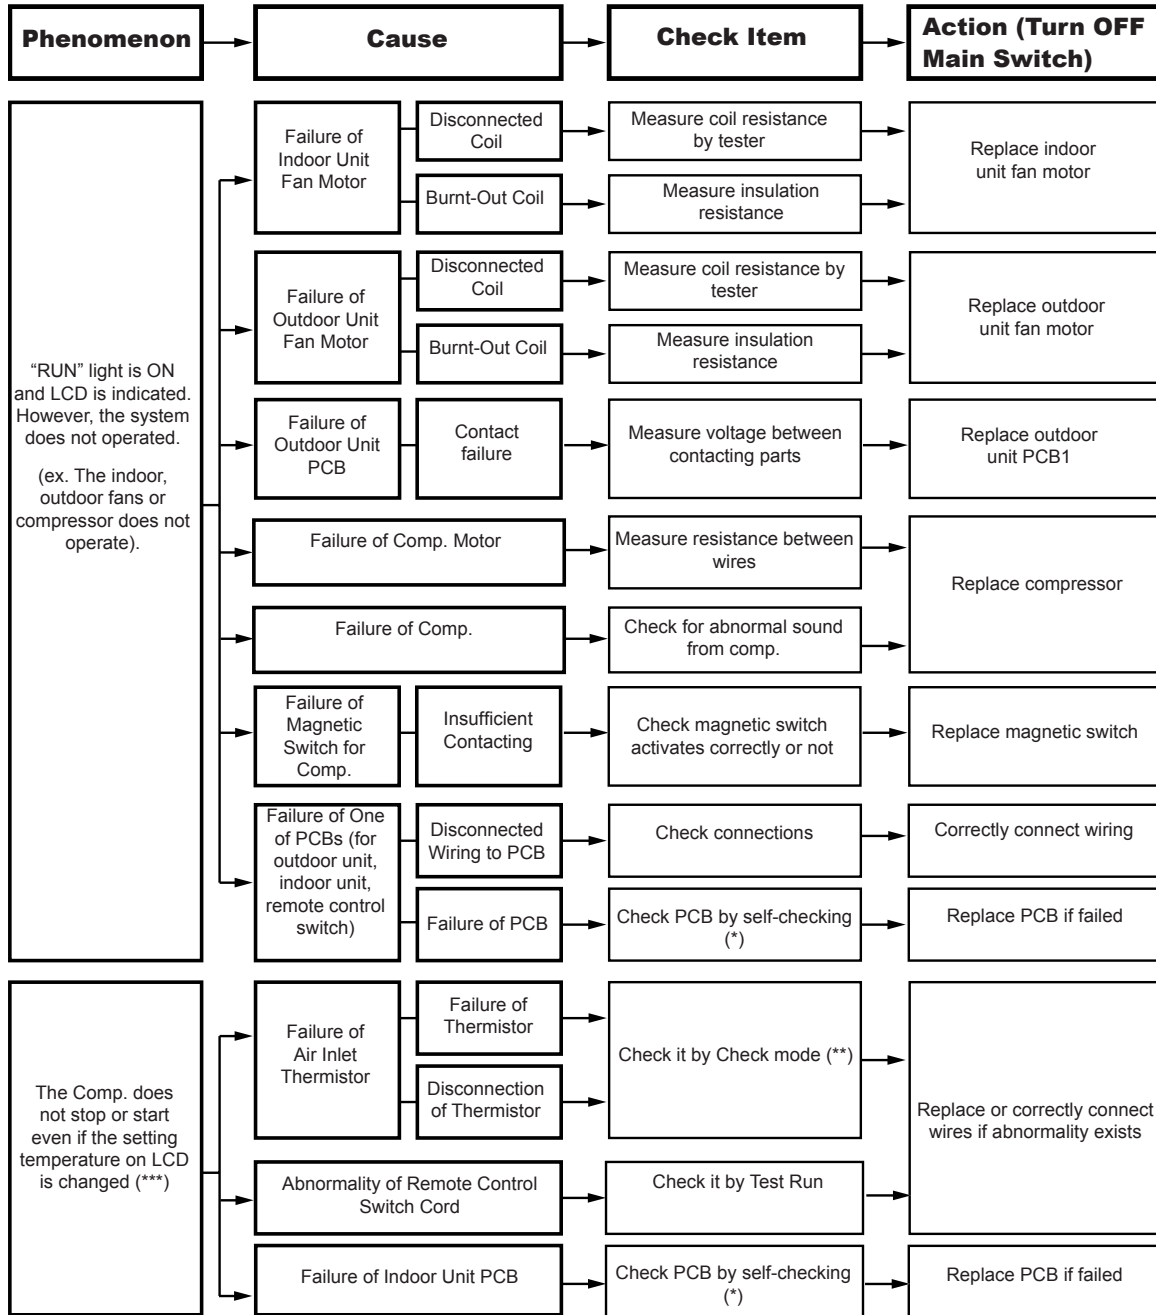 Phenomenon
Cause
Check Item
Action (Turn OFF
Main Switch)
“RUN” light is ON
and LCD is indicated.
However, the system
does not operated.
(ex. The indoor,
outdoor fans or
compressor does not
operate).
Failure of
Indoor Unit
Fan Motor
Disconnected
Coil
Measure coil resistance
by tester
Burnt-Out Coil
Measure insulation
resistance
Replace indoor
unit fan motor
Failure of
Outdoor Unit
Fan Motor
Disconnected
Coil
Measure coil resistance by
tester
Burnt-Out Coil
Measure insulation
resistance
Replace outdoor
unit fan motor
Failure of
Outdoor Unit
PCB
Contact
failure
Measure voltage between
contacting parts
Replace outdoor
unit PCB1
Failure of Comp. Motor
Measure resistance between
wires
Failure of Comp.
Check for abnormal sound
from comp.
Replace compressor
Failure of
Magnetic
Switch for
Comp.
Insufficient
Contacting
Check magnetic switch
activates correctly or not
Replace magnetic switch
Failure of One
of PCBs (for
outdoor unit,
indoor unit,
remote control
switch)
Disconnected
Wiring to PCB
Check connections
Correctly connect wiring
Failure of PCB
Check PCB by self-checking
(*)
Replace PCB if failed
The Comp. does
not stop or start
even if the setting
temperature on LCD
is changed (***)
Failure of
Air Inlet
Thermistor
Failure of
Thermistor
Disconnection
of Thermistor
Check it by Check mode (**)
Abnormality of Remote Control
Switch Cord
Check it by Test Run
Replace or correctly connect
wires if abnormality exists
Failure of Indoor Unit PCB
Check PCB by self-checking
(*)
Replace PCB if failed